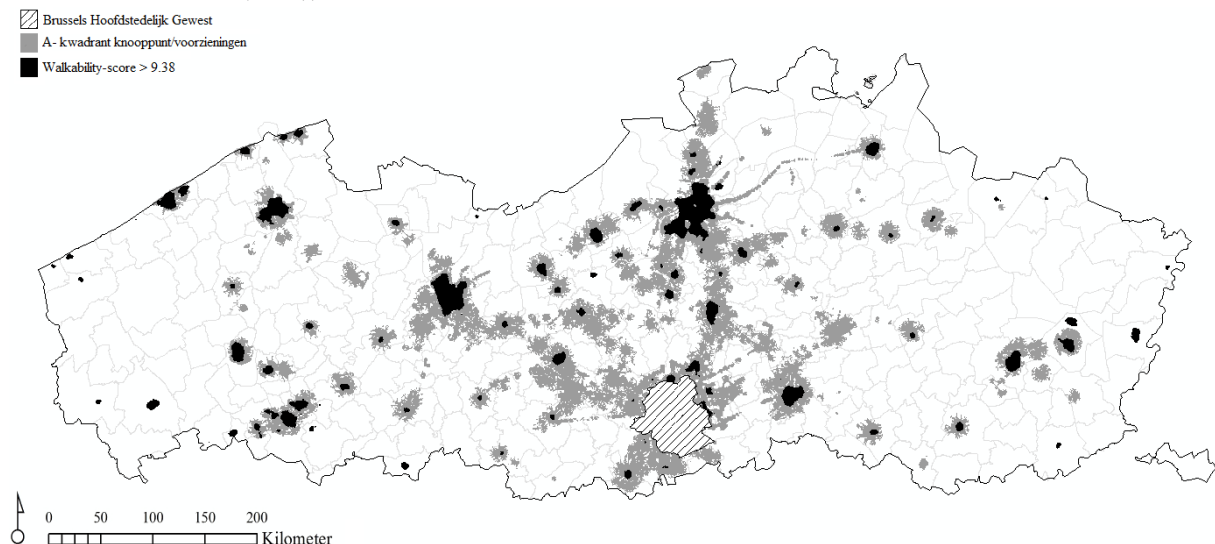 Brussels Hoofdstedelijk Gewest
A- kwadrant knooppunt/voorzieningen
Walkability-score > 9.38
0 50 100 150 200
Kilometer